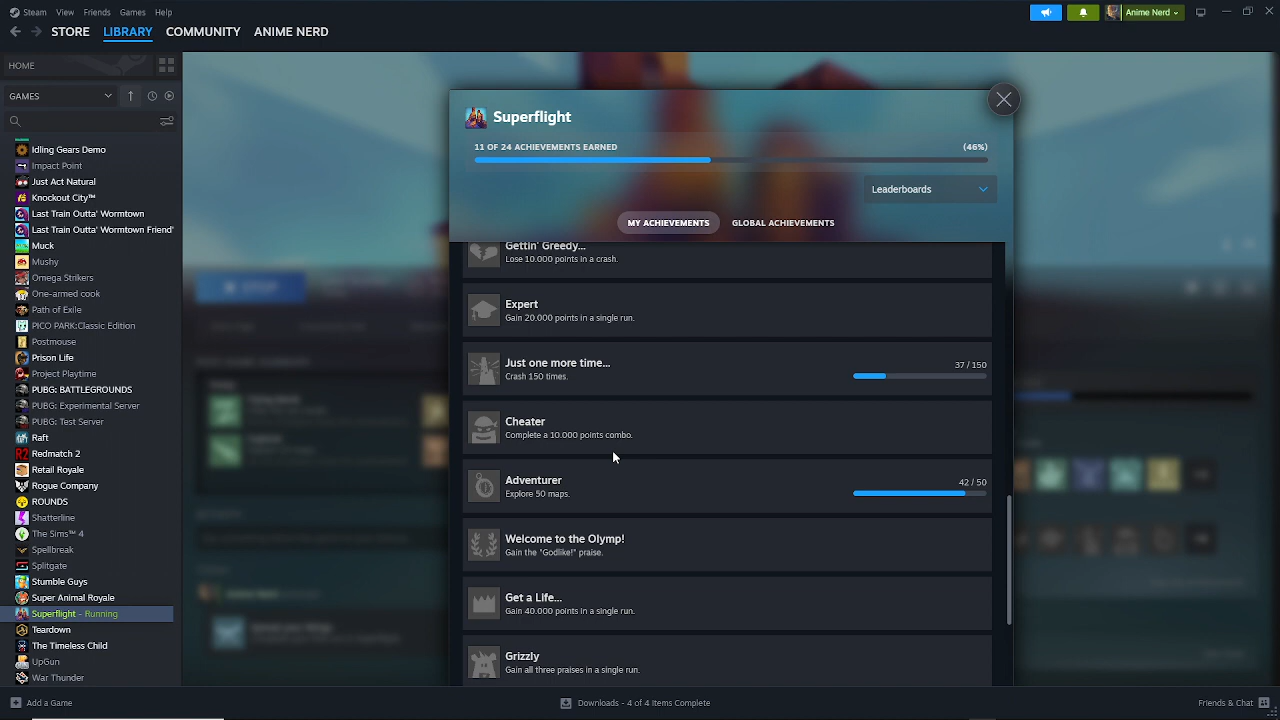 Steam View Friends Games Help
Anime Nerd
STORE LIBRARY COMMUNITY ANIME NERD
HOME
GAMES
Idling Gears Demo
Impact Point
Just Act Natural
Knockout City™
Last Train Outta' Wormtown
Last Train Outta' Wormtown Friend'
Muck
Mushy
Omega Strikers
One-armed cook
Path of Exile
PICO PARK:Classic Edition
Postmouse
Prison Life
Project Playtime
PUBG: BATTLEGROUNDS
PUBG: Experimental Server
PUBG: Test Server
Raft
Redmatch 2
Retail Royale
Rogue Company
ROUNDS
Shatterline
The Sims™ 4
Spellbreak
Splitgate
Stumble Guys
Super Animal Royale
Superflight - Running
Teardown
The Timeless Child
UpGun
War Thunder
Superflight
11 OF 24 ACHIEVEMENTS EARNED (46%)
Leaderboards
MY ACHIEVEMENTS GLOBAL ACHIEVEMENTS
Gettin' Greedy...
Lose 10.000 points in a crash.
Expert
Gain 20.000 points in a single run.
Just one more time...
Crash 150 times.
37 / 150
Cheater
Complete a 10.000 points combo.
Adventurer
Explore 50 maps.
42 / 50
Welcome to the Olymp!
Gain the "Godlike!" praise.
Get a Life...
Gain 40.000 points in a single run.
Grizzly
Gain all three praises in a single run.
Add a Game
Downloads - 4 of 4 Items Complete
Friends & Chat